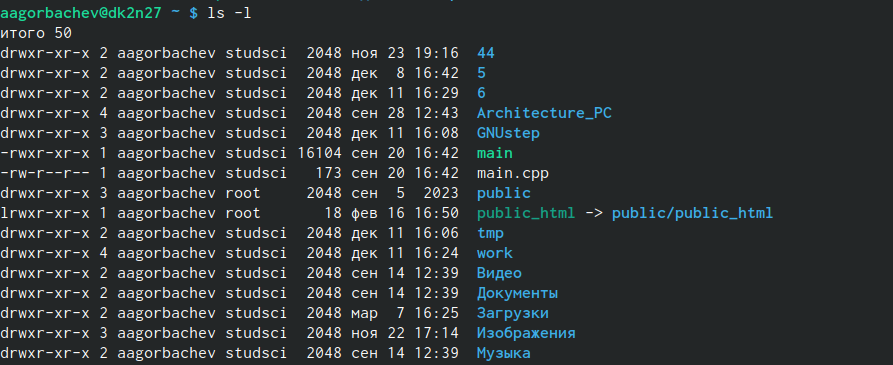 aagorbachev@dk2n27 ~ $ ls -l
итого 50
drwxr-xr-x 2 aagorbachev studsci  2048 ноя 23 19:16  44
drwxr-xr-x 2 aagorbachev studsci  2048 дек  8 16:42  5
drwxr-xr-x 2 aagorbachev studsci  2048 дек 11 16:29  6
drwxr-xr-x 4 aagorbachev studsci  2048 сен 28 12:43  Architecture_PC
drwxr-xr-x 3 aagorbachev studsci  2048 дек 11 16:08  GNUstep
-rwxr-xr-x 1 aagorbachev studsci 16104 сен 20 16:42  main
-rw-r--r-- 1 aagorbachev studsci   173 сен 20 16:42  main.cpp
drwxr-xr-x 3 aagorbachev root     2048 сен  5  2023  public
lrwxr-xr-x 1 aagorbachev root       18 фев 16 16:50  public_html -> public/public_html
drwxr-xr-x 2 aagorbachev studsci  2048 дек 11 16:06  tmp
drwxr-xr-x 4 aagorbachev studsci  2048 дек 11 16:24  work
drwxr-xr-x 2 aagorbachev studsci  2048 сен 14 12:39  Видео
drwxr-xr-x 2 aagorbachev studsci  2048 сен 14 12:39  Документы
drwxr-xr-x 2 aagorbachev studsci  2048 мар  7 16:25  Загрузки
drwxr-xr-x 3 aagorbachev studsci  2048 ноя 22 17:14  Изображения
drwxr-xr-x 2 aagorbachev studsci  2048 сен 14 12:39  Музыка